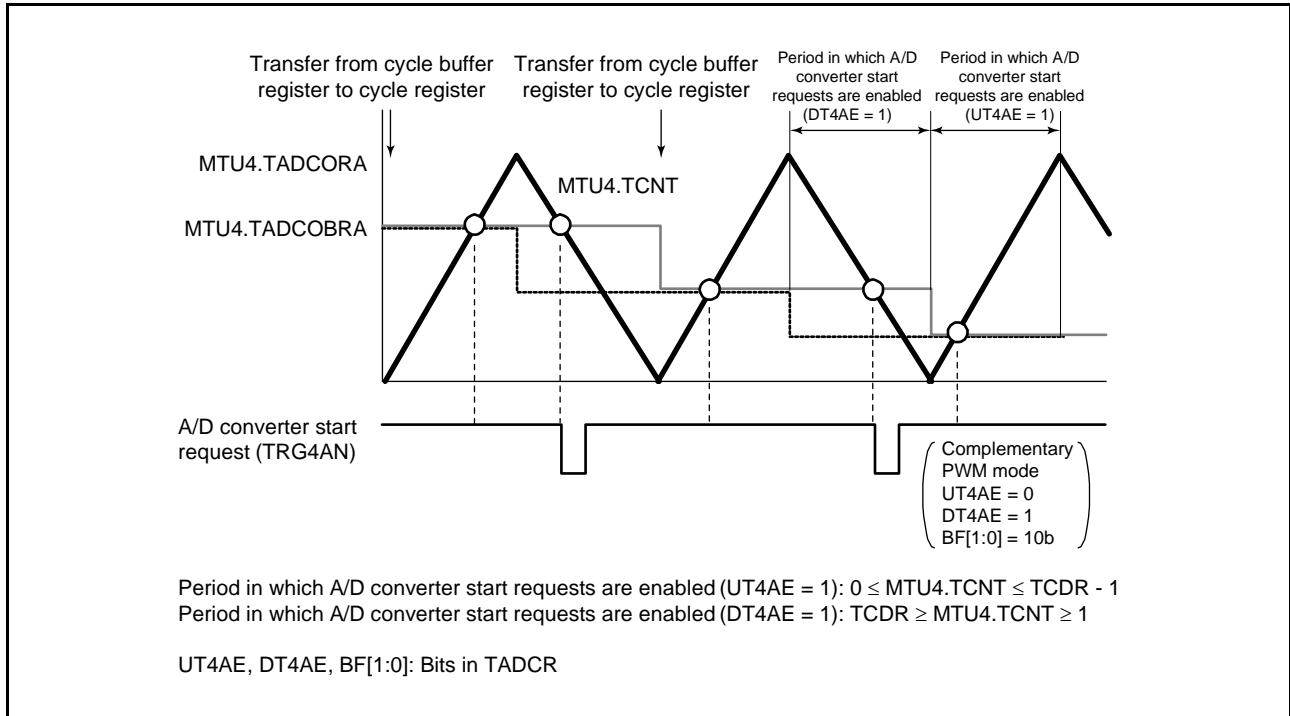 Transfer from cycle buffer
register to cycle register
Transfer from cycle buffer
register to cycle register
Period in which A/D
converter start
requests are enabled
(DT4AE = 1)
Period in which A/D
converter start
requests are enabled
(UT4AE = 1)
MTU4.TADCORA
MTU4.TCNT
MTU4.TADCOBRA
A/D converter start
request (TRG4AN)
Complementary
PWM mode
UT4AE = 0
DT4AE = 1
BF[1:0] = 10b
Period in which A/D converter start requests are enabled (UT4AE = 1): 0 ≤ MTU4.TCNT ≤ TCDR - 1
Period in which A/D converter start requests are enabled (DT4AE = 1): TCDR ≥ MTU4.TCNT ≥ 1
UT4AE, DT4AE, BF[1:0]: Bits in TADCR